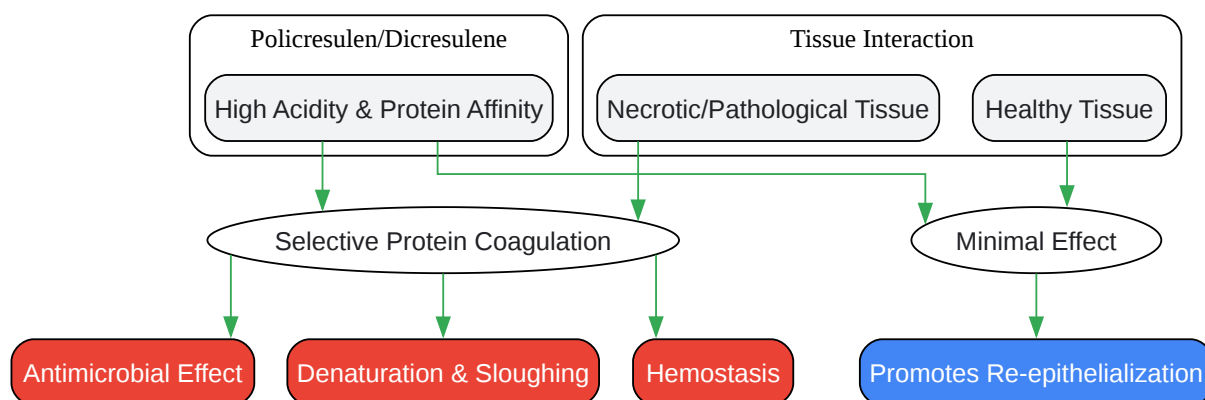 Policresulen/Dicresulene
Tissue Interaction
High Acidity & Protein Affinity
Necrotic/Pathological Tissue
Healthy Tissue
Selective Protein Coagulation
Minimal Effect
Antimicrobial Effect
Denaturation & Sloughing
Hemostasis
Promotes Re-epithelialization